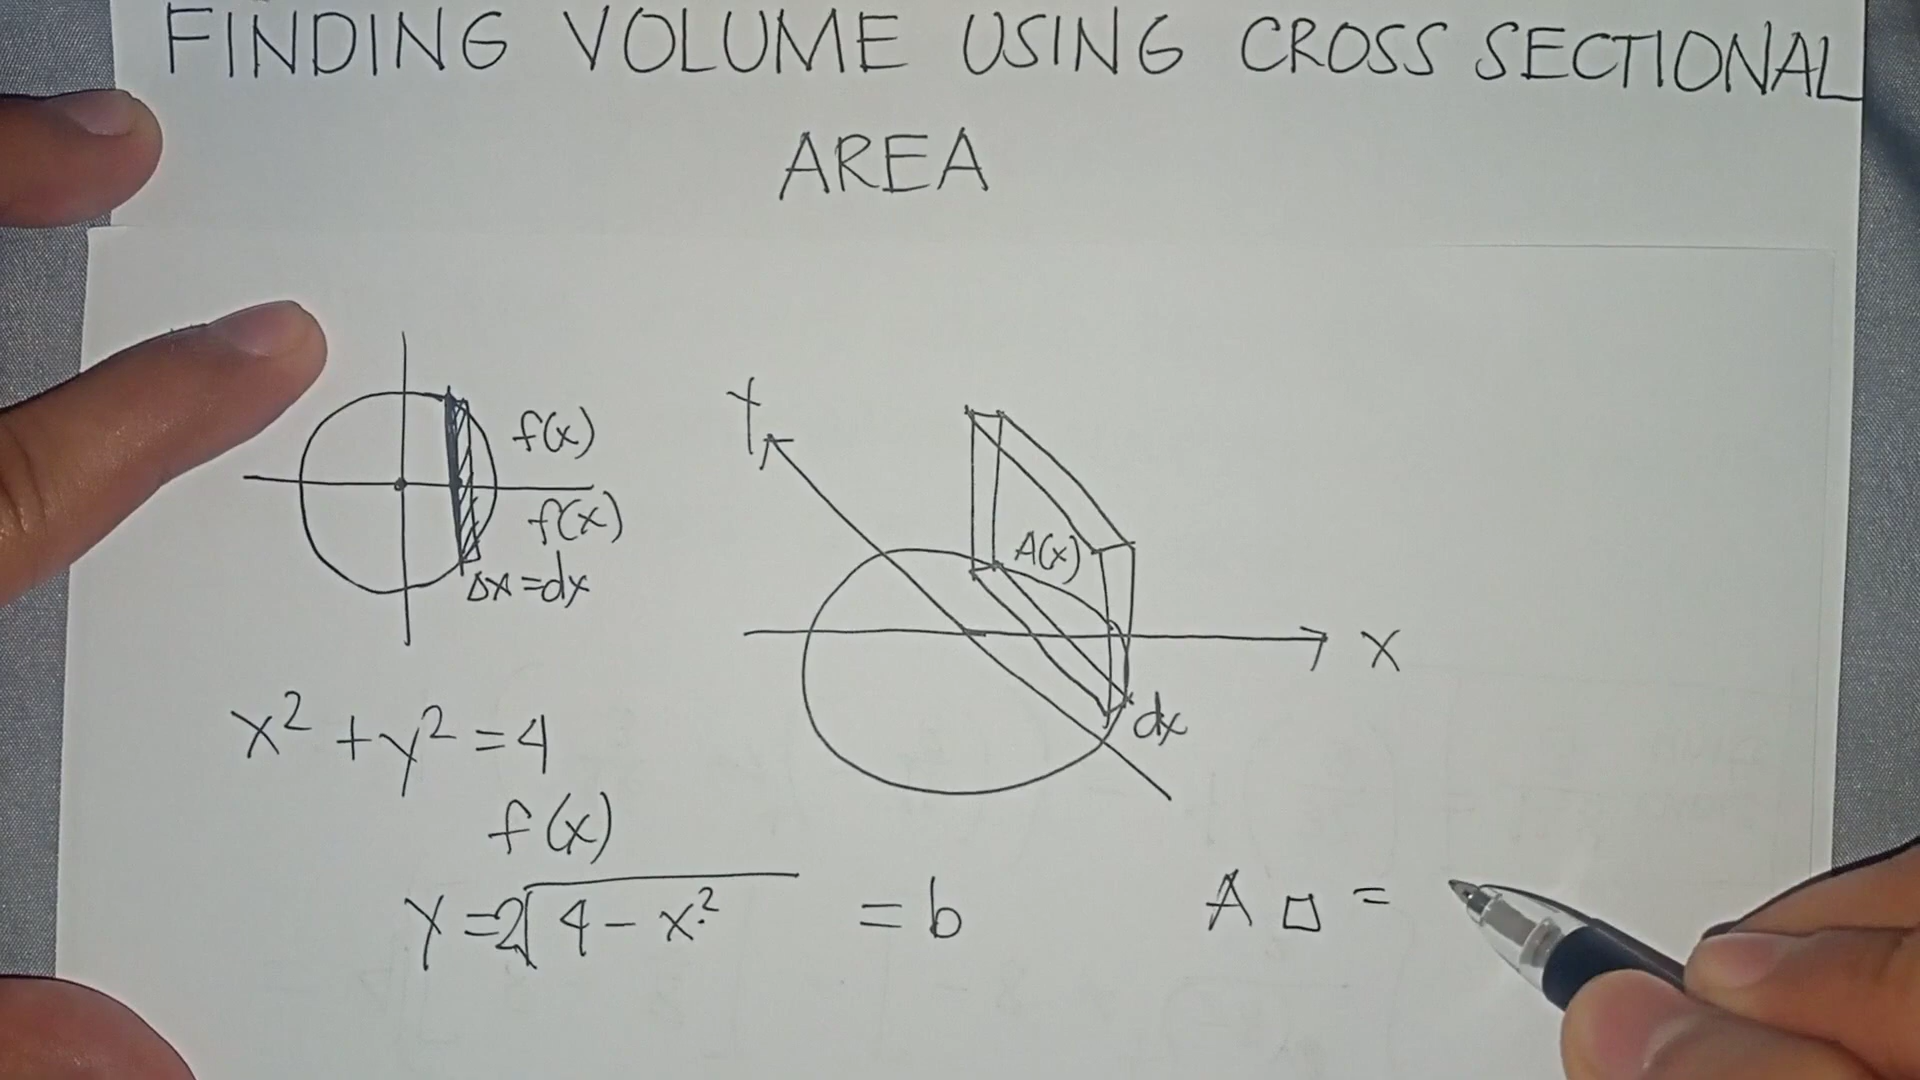 FINDING VOLUME USING CROSS SECTIONAL
AREA
f(x)
f(x)
Δx=dx
Y
A(x)
X
dx
x²+y²=4
f(x)
y=2√4-x² = b
A□=